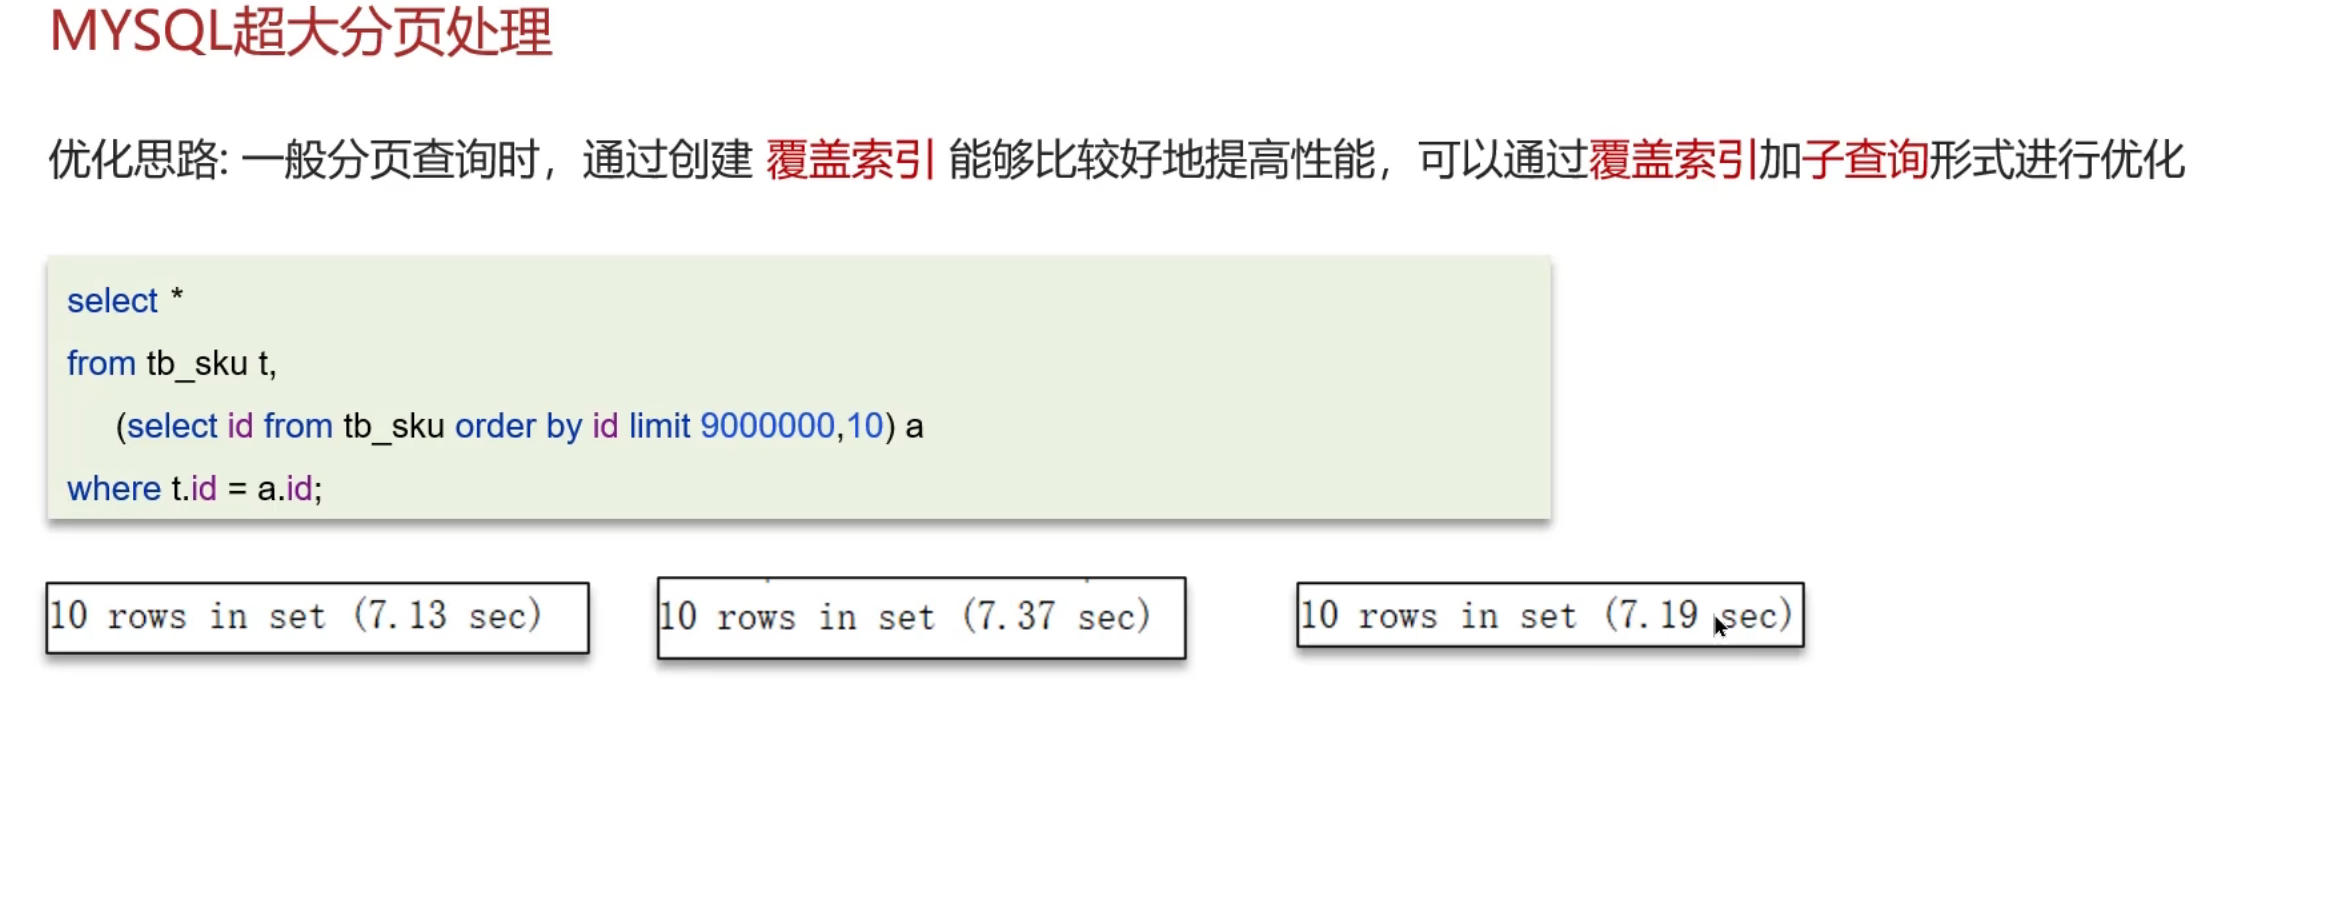 MYSQL超大分页处理
优化思路: 一般分页查询时，通过创建 覆盖索引 能够比较好地提高性能，可以通过覆盖索引加子查询形式进行优化
select *
from tb_sku t,
(select id from tb_sku order by id limit 9000000,10) a
where t.id = a.id;
10 rows in set (7.13 sec)
10 rows in set (7.37 sec)
10 rows in set (7.19 sec)